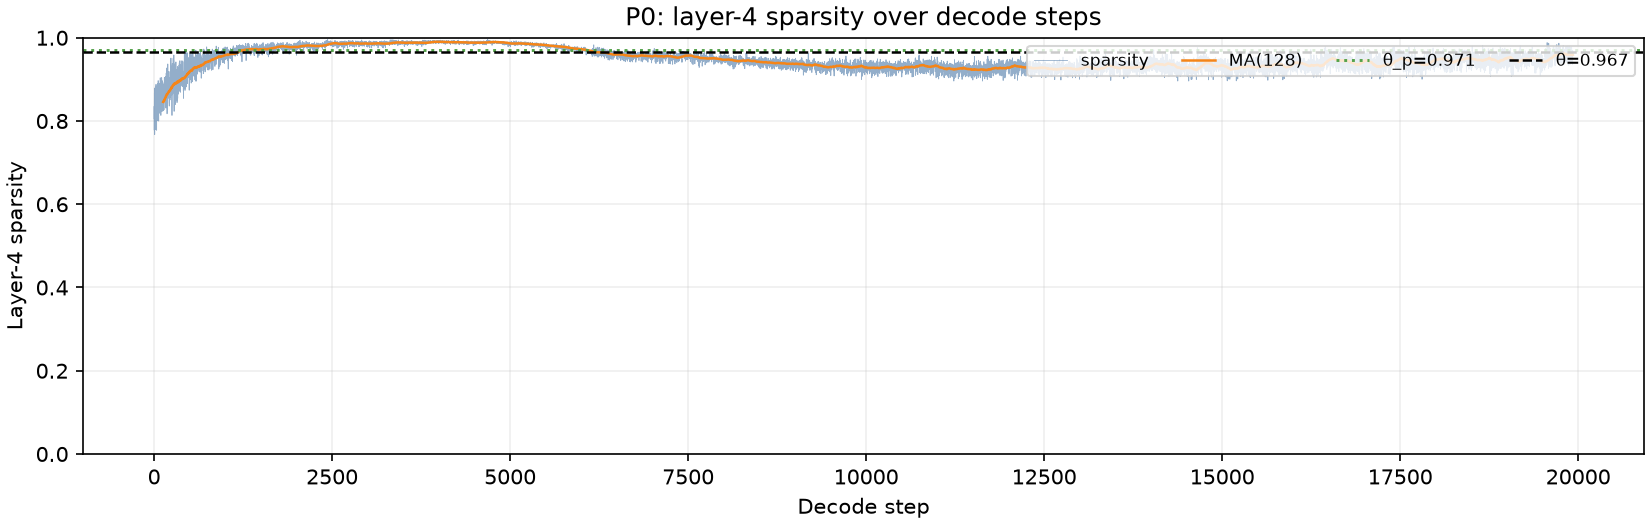 P0: layer-4 sparsity over decode steps
1.0
0.8
0.6
0.4
0.2
0.0
Layer-4 sparsity
sparsity MA(128) θ_p=0.971 θ=0.967
0 2500 5000 7500 10000 12500 15000 17500 20000
Decode step